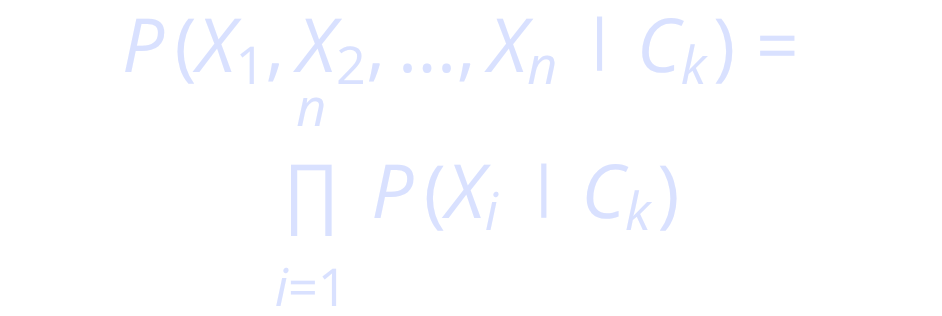 P(X₁, X₂, ..., Xₙ | Cₖ) =
n
∏ P(Xᵢ | Cₖ)
i=1